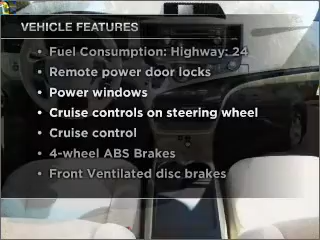 VEHICLE FEATURES
• Fuel Consumption: Highway: 24
• Remote power door locks
• Power windows
• Cruise controls on steering wheel
• Cruise control
• 4-wheel ABS Brakes
• Front Ventilated disc brakes